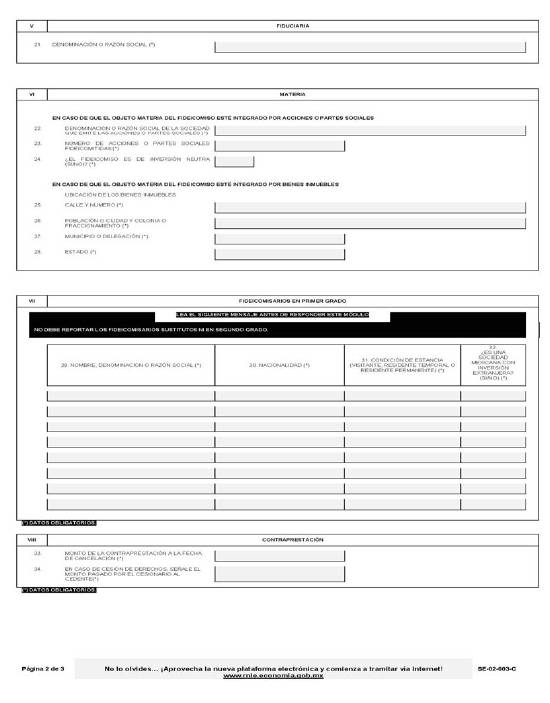 V FIDUCIARIA
21. DENOMINACIÓN O RAZÓN SOCIAL (*)
VI MATERIA
EN CASO DE QUE EL OBJETO MATERIA DEL FIDEICOMISO ESTÉ INTEGRADO POR ACCIONES O PARTES SOCIALES
22. DENOMINACIÓN O RAZÓN SOCIAL DE LA SOCIEDAD
QUE EMITE LAS ACCIONES O PARTES SOCIALES (*)
23. NÚMERO DE ACCIONES O PARTES SOCIALES
FIDEICOMITIDAS(*)
24. ¿EL FIDEICOMISO ES DE INVERSIÓN NEUTRA
(SI/NO)? (*)
EN CASO DE QUE EL OBJETO MATERIA DEL FIDEICOMISO ESTÉ INTEGRADO POR BIENES INMUEBLES
UBICACIÓN DE LOS BIENES INMUEBLES
25. CALLE Y NÚMERO (*)
26. POBLACIÓN O CIUDAD Y COLONIA O
FRACCIONAMIENTO (*)
27. MUNICIPIO O DELEGACIÓN (*)
28. ESTADO (*)
VII FIDEICOMISARIOS EN PRIMER GRADO
LEA EL SIGUIENTE MENSAJE ANTES DE RESPONDER ESTE MÓDULO
NO DEBE REPORTAR LOS FIDEICOMISARIOS SUSTITUTOS NI EN SEGUNDO GRADO.
29. NOMBRE, DENOMINACIÓN O RAZÓN SOCIAL (*)
30. NACIONALIDAD (*)
31. CONDICIÓN DE ESTANCIA
(VISITANTE, RESIDENTE TEMPORAL O
RESIDENTE PERMANENTE) (*)
32.
¿ES UNA
SOCIEDAD
MEXICANA CON
INVERSIÓN
EXTRANJERA?
(SI/NO) (*)
(*) DATOS OBLIGATORIOS.
VIII CONTRAPRESTACIÓN
33. MONTO DE LA CONTRAPRESTACIÓN A LA FECHA
DE CANCELACIÓN (*)
34. EN CASO DE CESIÓN DE DERECHOS, SEÑALE EL
MONTO PAGADO POR EL CESIONARIO AL
CEDENTE(*)
(*) DATOS OBLIGATORIOS.
Página 2 de 3 No lo olvides... ¡Aprovecha la nueva plataforma electrónica y comienza a tramitar vía Internet! SE-02-003-C
www.rnie.economia.gob.mx